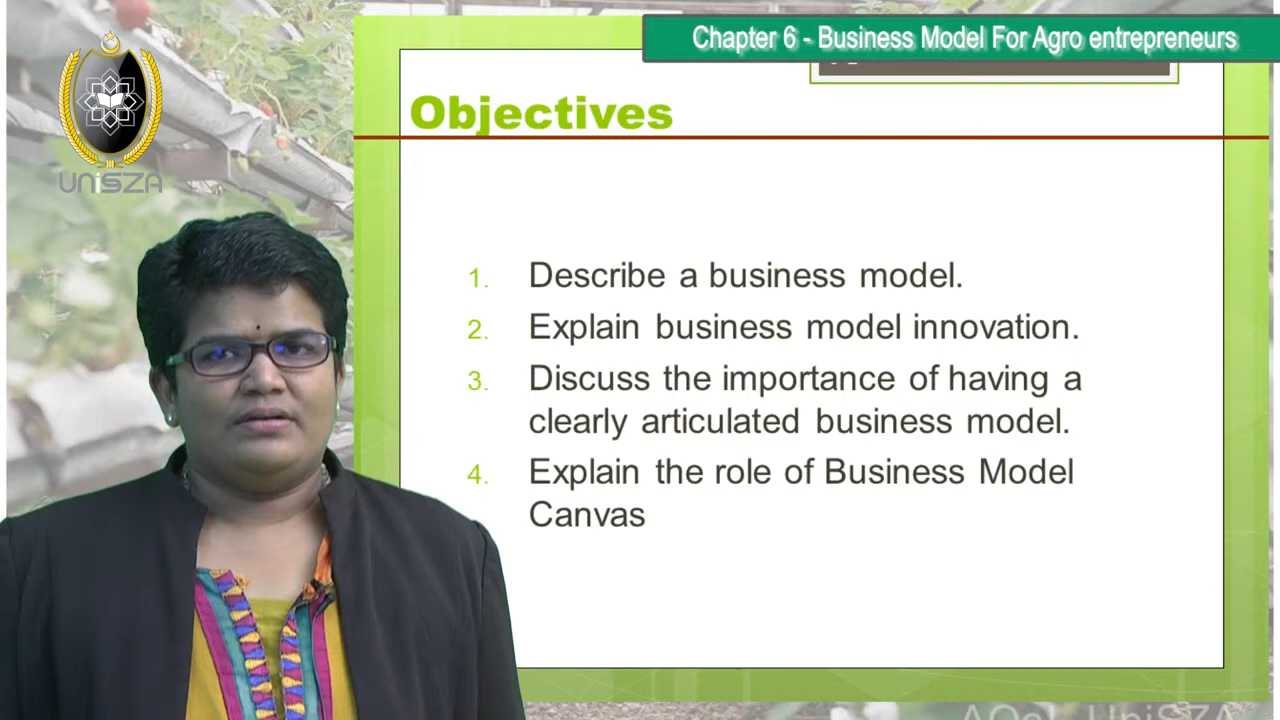 Chapter 6 - Business Model For Agro entrepreneurs
UNiSZA
Objectives
1. Describe a business model.
2. Explain business model innovation.
3. Discuss the importance of having a
clearly articulated business model.
4. Explain the role of Business Model
Canvas
UniSZA